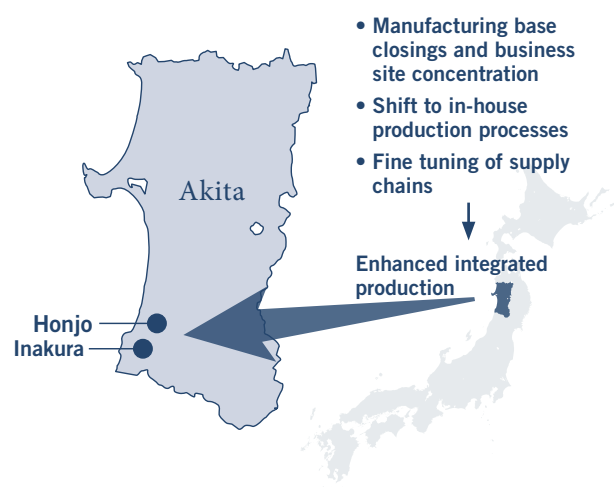 • Manufacturing base
closings and business
site concentration
• Shift to in-house
production processes
• Fine tuning of supply
chains
Akita
Enhanced integrated
production
Honjo
Inakura